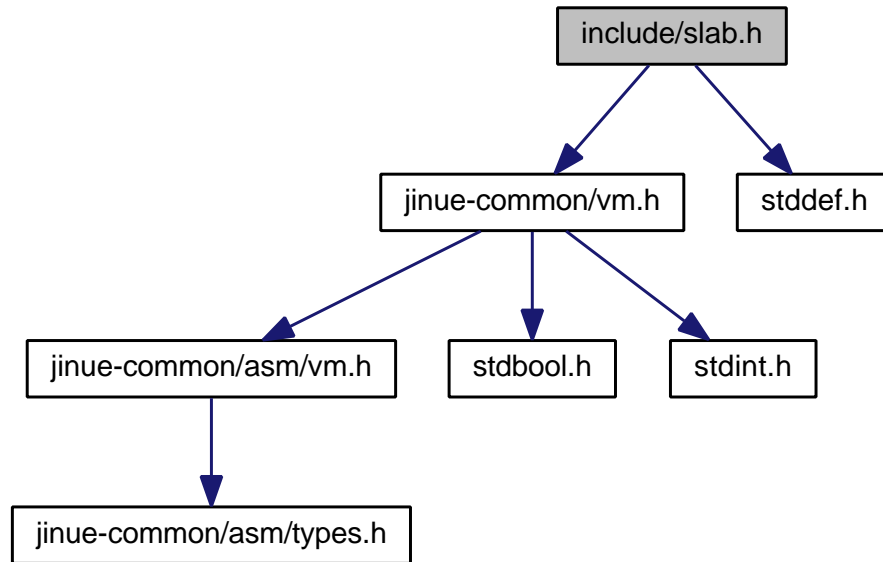 include/slab.h
jinue-common/vm.h
stddef.h
jinue-common/asm/vm.h
stdbool.h
stdint.h
jinue-common/asm/types.h